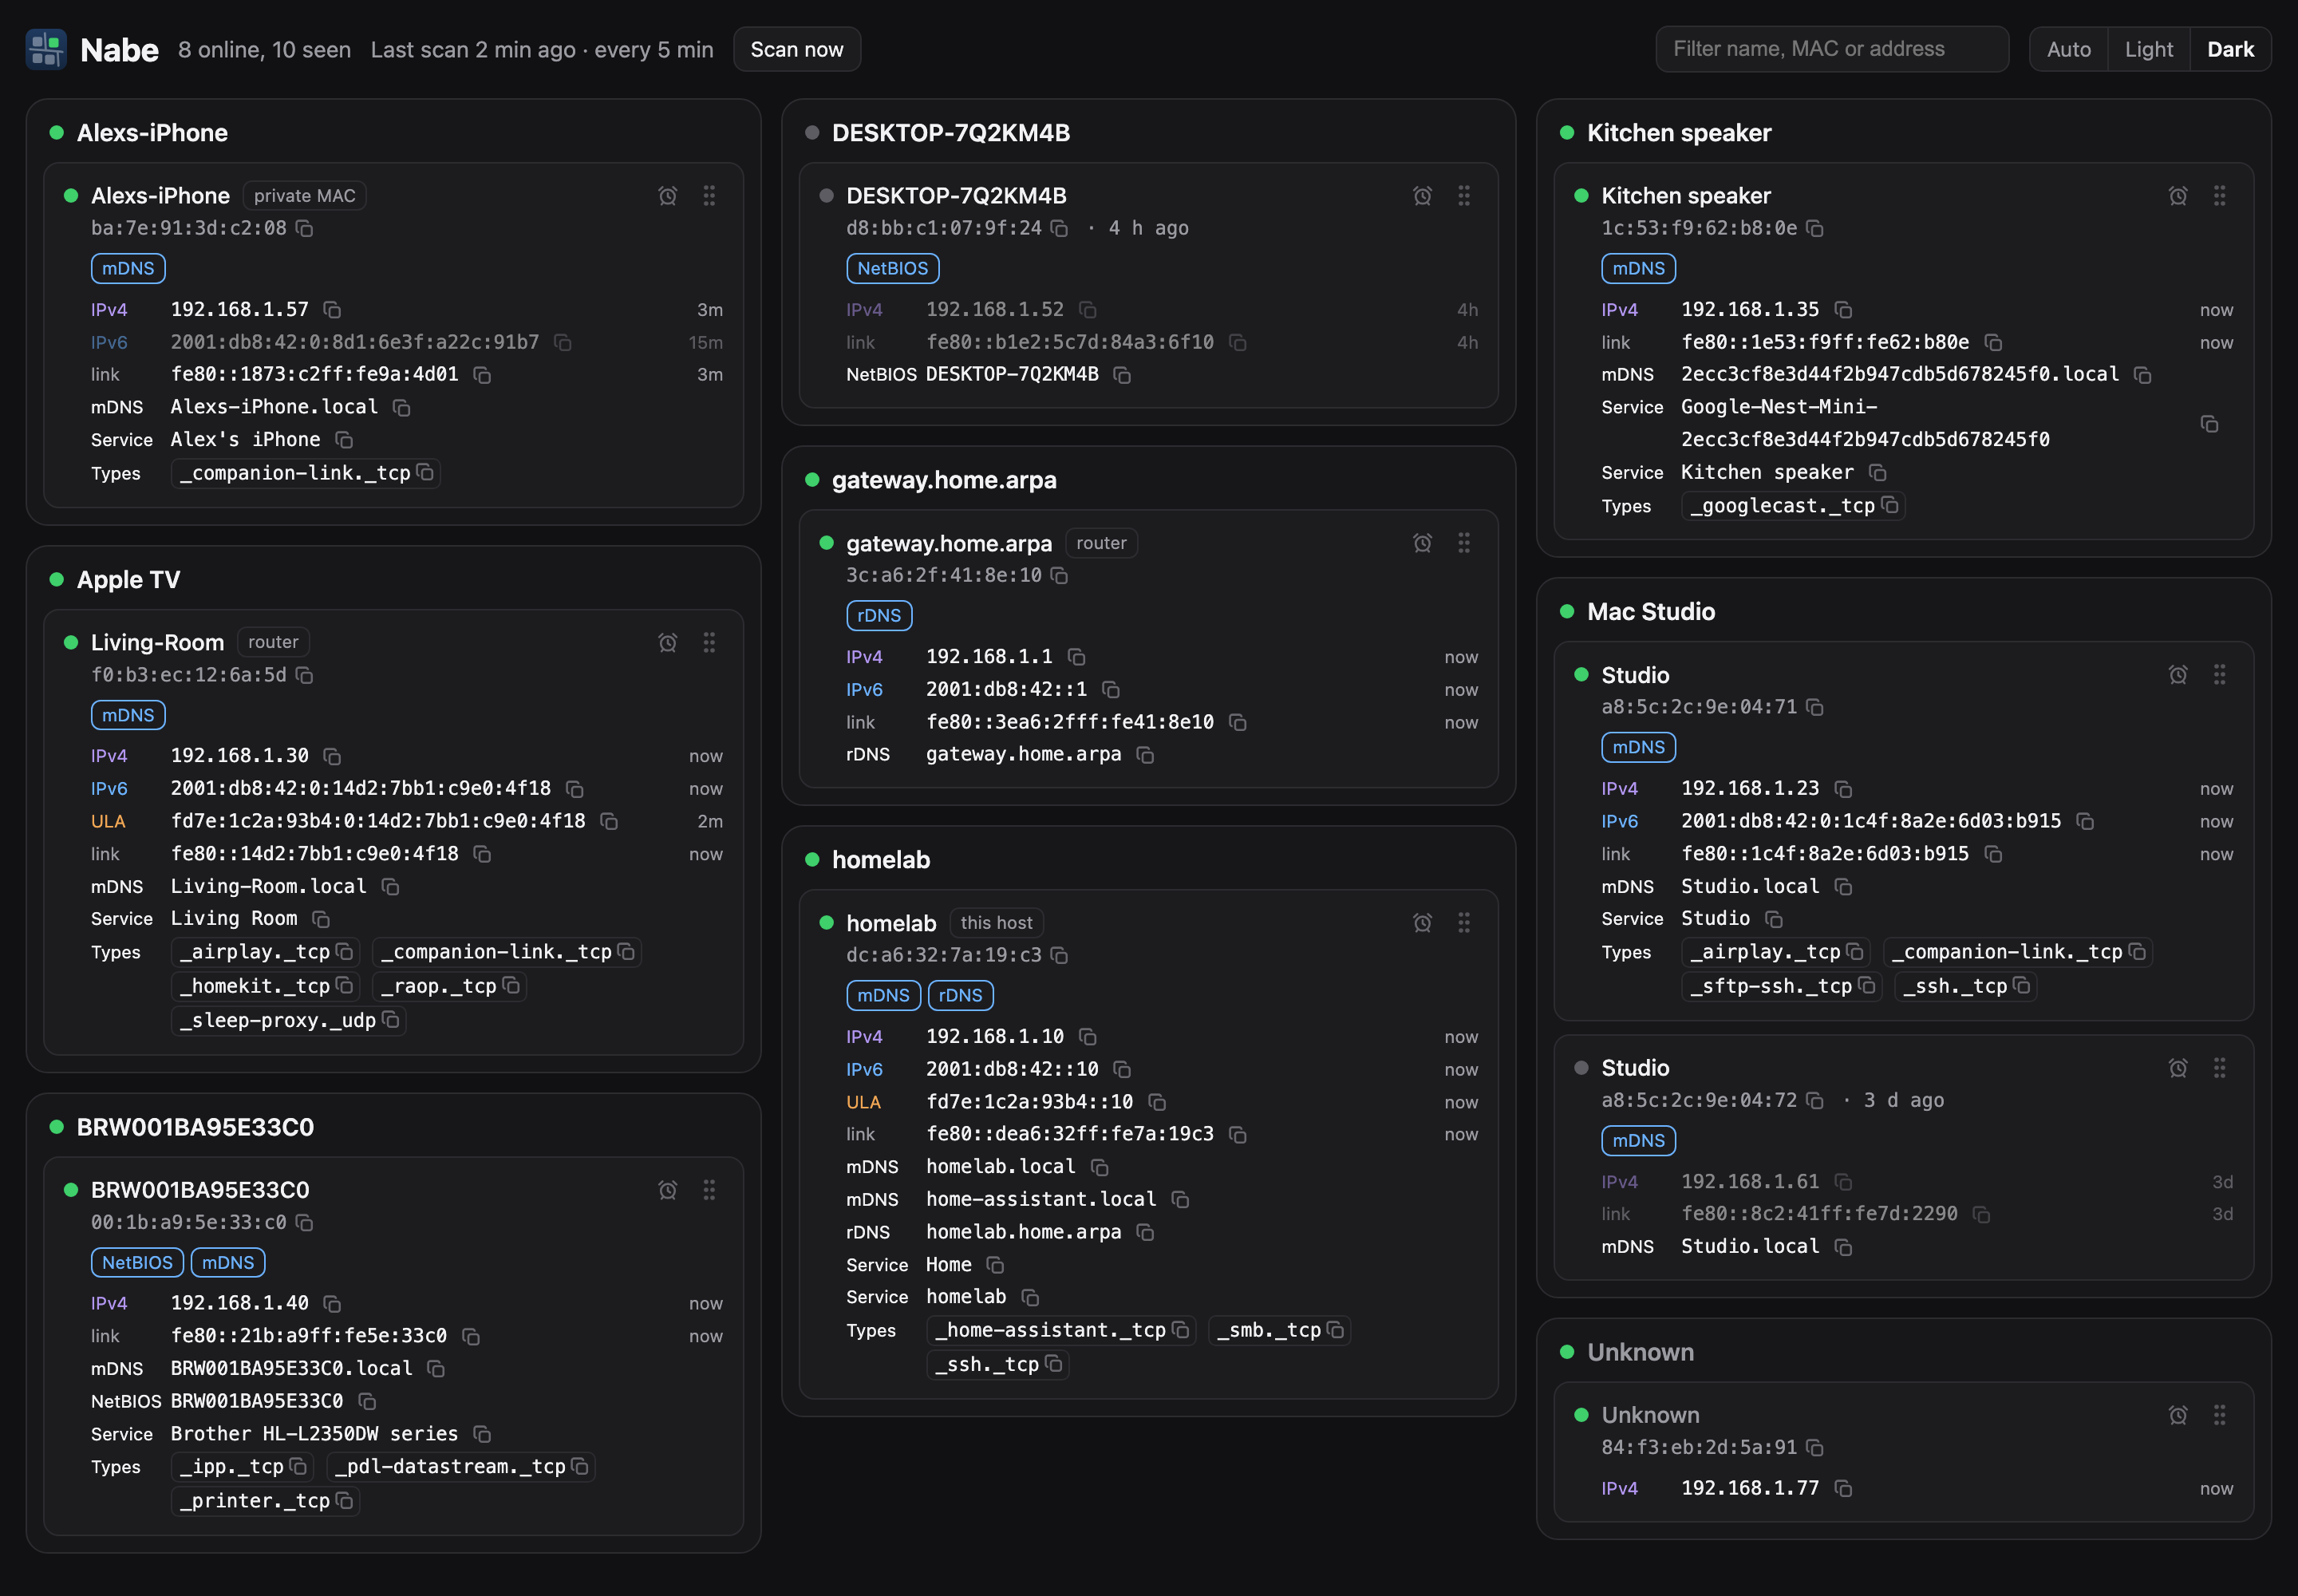 Nabe 8 online, 10 seen Last scan 2 min ago · every 5 min Scan now Filter name, MAC or address Auto Light Dark
Alexs-iPhone
Alexs-iPhone private MAC
ba:7e:91:3d:c2:08
mDNS
IPv4 192.168.1.57 3m
IPv6 2001:db8:42:0:8d1:6e3f:a22c:91b7 15m
link fe80::1873:c2ff:fe9a:4d01 3m
mDNS Alexs-iPhone.local
Service Alex's iPhone
Types _companion-link._tcp
Apple TV
Living-Room router
f0:b3:ec:12:6a:5d
mDNS
IPv4 192.168.1.30 now
IPv6 2001:db8:42:0:14d2:7bb1:c9e0:4f18 now
ULA fd7e:1c2a:93b4:0:14d2:7bb1:c9e0:4f18 2m
link fe80::14d2:7bb1:c9e0:4f18 now
mDNS Living-Room.local
Service Living Room
Types _airplay._tcp _companion-link._tcp
_homekit._tcp _raop._tcp
_sleep-proxy._udp
BRW001BA95E33C0
BRW001BA95E33C0
00:1b:a9:5e:33:c0
NetBIOS mDNS
IPv4 192.168.1.40 now
link fe80::21b:a9ff:fe5e:33c0 now
mDNS BRW001BA95E33C0.local
NetBIOS BRW001BA95E33C0
Service Brother HL-L2350DW series
Types _ipp._tcp _pdl-datastream._tcp
_printer._tcp
DESKTOP-7Q2KM4B
DESKTOP-7Q2KM4B
d8:bb:c1:07:9f:24 · 4 h ago
NetBIOS
IPv4 192.168.1.52 4h
link fe80::b1e2:5c7d:84a3:6f10 4h
NetBIOS DESKTOP-7Q2KM4B
gateway.home.arpa
gateway.home.arpa router
3c:a6:2f:41:8e:10
rDNS
IPv4 192.168.1.1 now
IPv6 2001:db8:42::1 now
link fe80::3ea6:2fff:fe41:8e10 now
rDNS gateway.home.arpa
homelab
homelab this host
dc:a6:32:7a:19:c3
mDNS rDNS
IPv4 192.168.1.10 now
IPv6 2001:db8:42::10 now
ULA fd7e:1c2a:93b4::10 now
link fe80::dea6:32ff:fe7a:19c3 now
mDNS homelab.local
mDNS home-assistant.local
rDNS homelab.home.arpa
Service Home
Service homelab
Types _home-assistant._tcp _smb._tcp
_ssh._tcp
Kitchen speaker
Kitchen speaker
1c:53:f9:62:b8:0e
mDNS
IPv4 192.168.1.35 now
link fe80::1e53:f9ff:fe62:b80e now
mDNS 2ecc3cf8e3d44f2b947cdb5d678245f0.local
Service Google-Nest-Mini-
2ecc3cf8e3d44f2b947cdb5d678245f0
Service Kitchen speaker
Types _googlecast._tcp
Mac Studio
Studio
a8:5c:2c:9e:04:71
mDNS
IPv4 192.168.1.23 now
IPv6 2001:db8:42:0:1c4f:8a2e:6d03:b915 now
link fe80::1c4f:8a2e:6d03:b915 now
mDNS Studio.local
Service Studio
Types _airplay._tcp _companion-link._tcp
_sftp-ssh._tcp _ssh._tcp
Studio
a8:5c:2c:9e:04:72 · 3 d ago
mDNS
IPv4 192.168.1.61 3d
link fe80::8c2:41ff:fe7d:2290 3d
mDNS Studio.local
Unknown
Unknown
84:f3:eb:2d:5a:91
IPv4 192.168.1.77 now